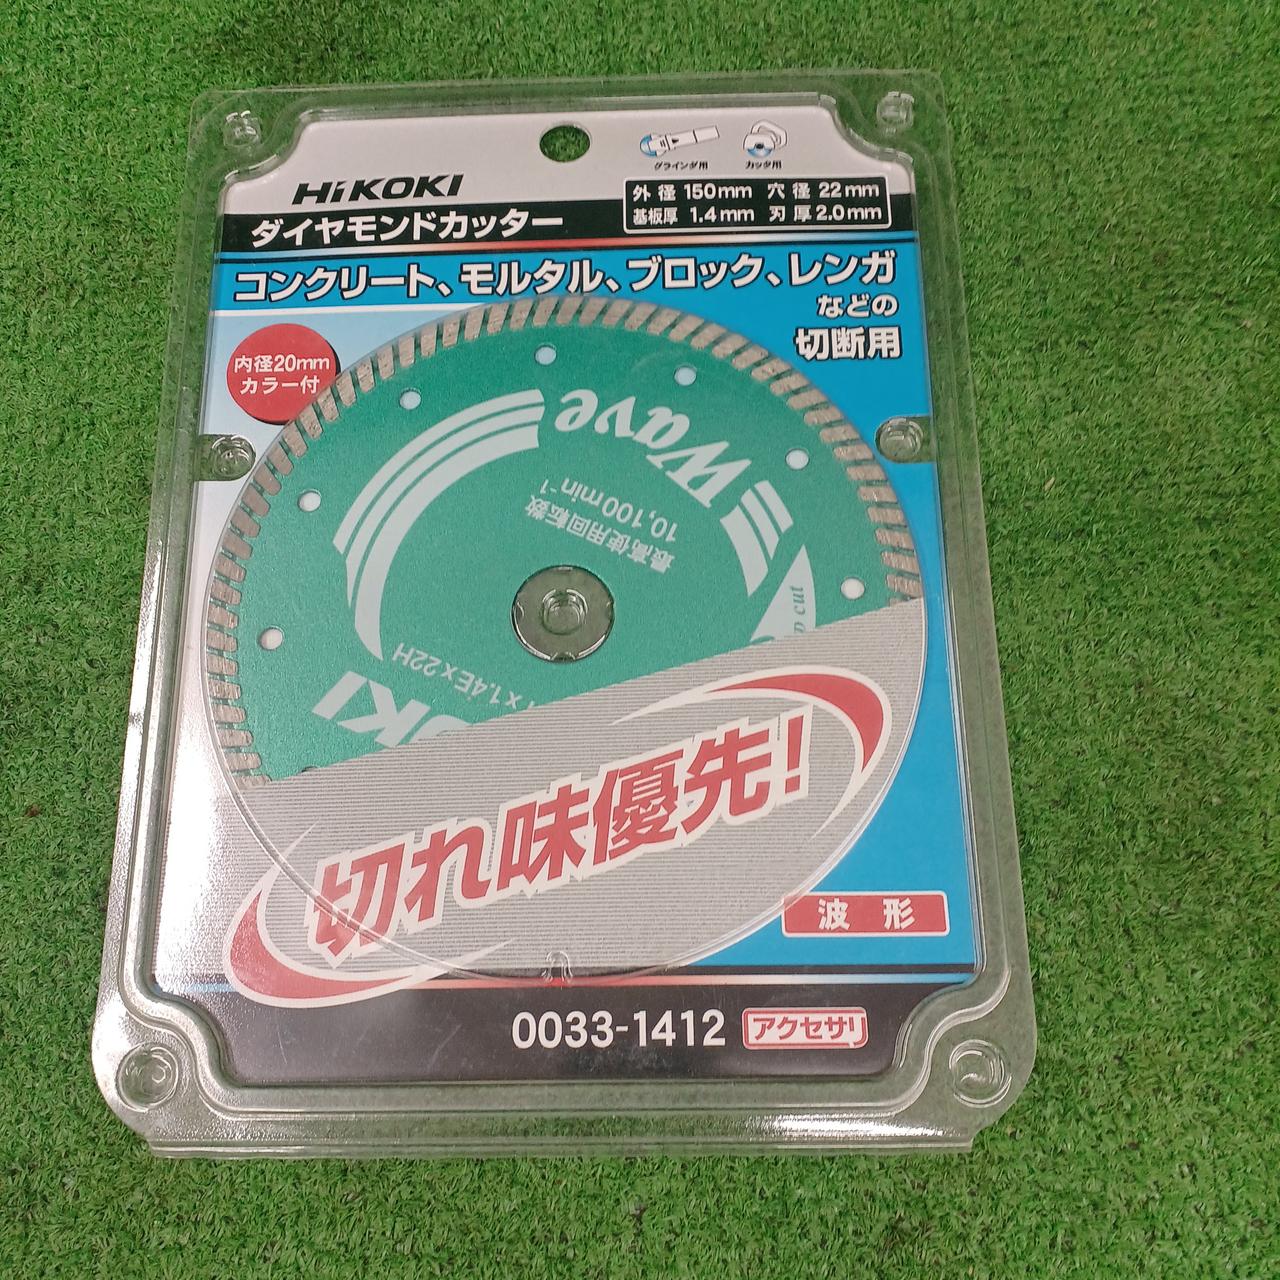 グラインダ用 カッタ用
HiKOKI
外径 150mm 穴径 22mm
基板厚 1.4mm 刃厚 2.0mm
ダイヤモンドカッター
コンクリート、モルタル、ブロック、レンガ
などの
切断用
内径20mm
カラー付
Wave
最高使用回転数
10,100min⁻¹
cut
x1.4Ex22H
OKI
切れ味優先!
波形
0033-1412 アクセサリ